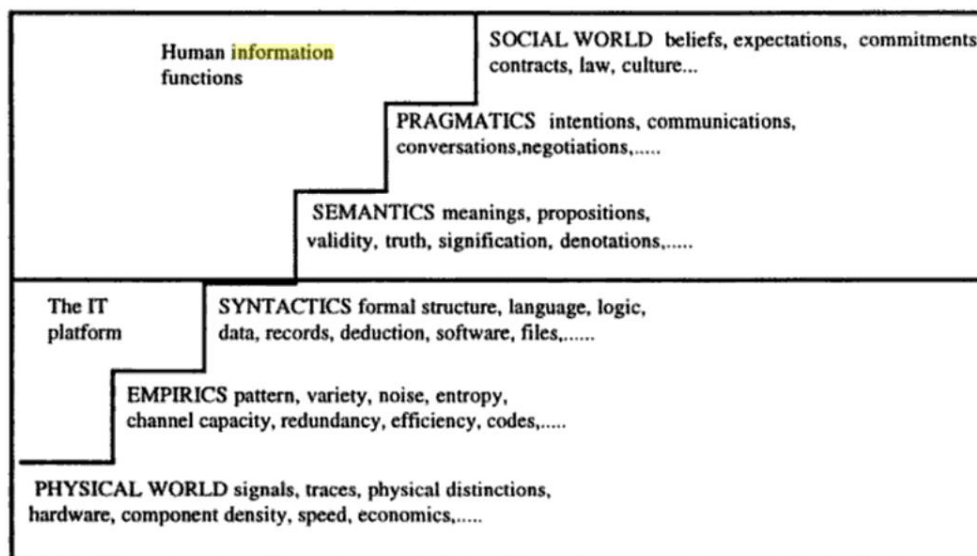 Human information
functions
SOCIAL WORLD beliefs, expectations, commitments
contracts, law, culture...
PRAGMATICS intentions, communications,
conversations,negotiations,.....
SEMANTICS meanings, propositions,
validity, truth, signification, denotations,.....
The IT
platform
SYNTACTICS formal structure, language, logic,
data, records, deduction, software, files,......
EMPIRICS pattern, variety, noise, entropy,
channel capacity, redundancy, efficiency, codes,.....
PHYSICAL WORLD signals, traces, physical distinctions,
hardware, component density, speed, economics,.....